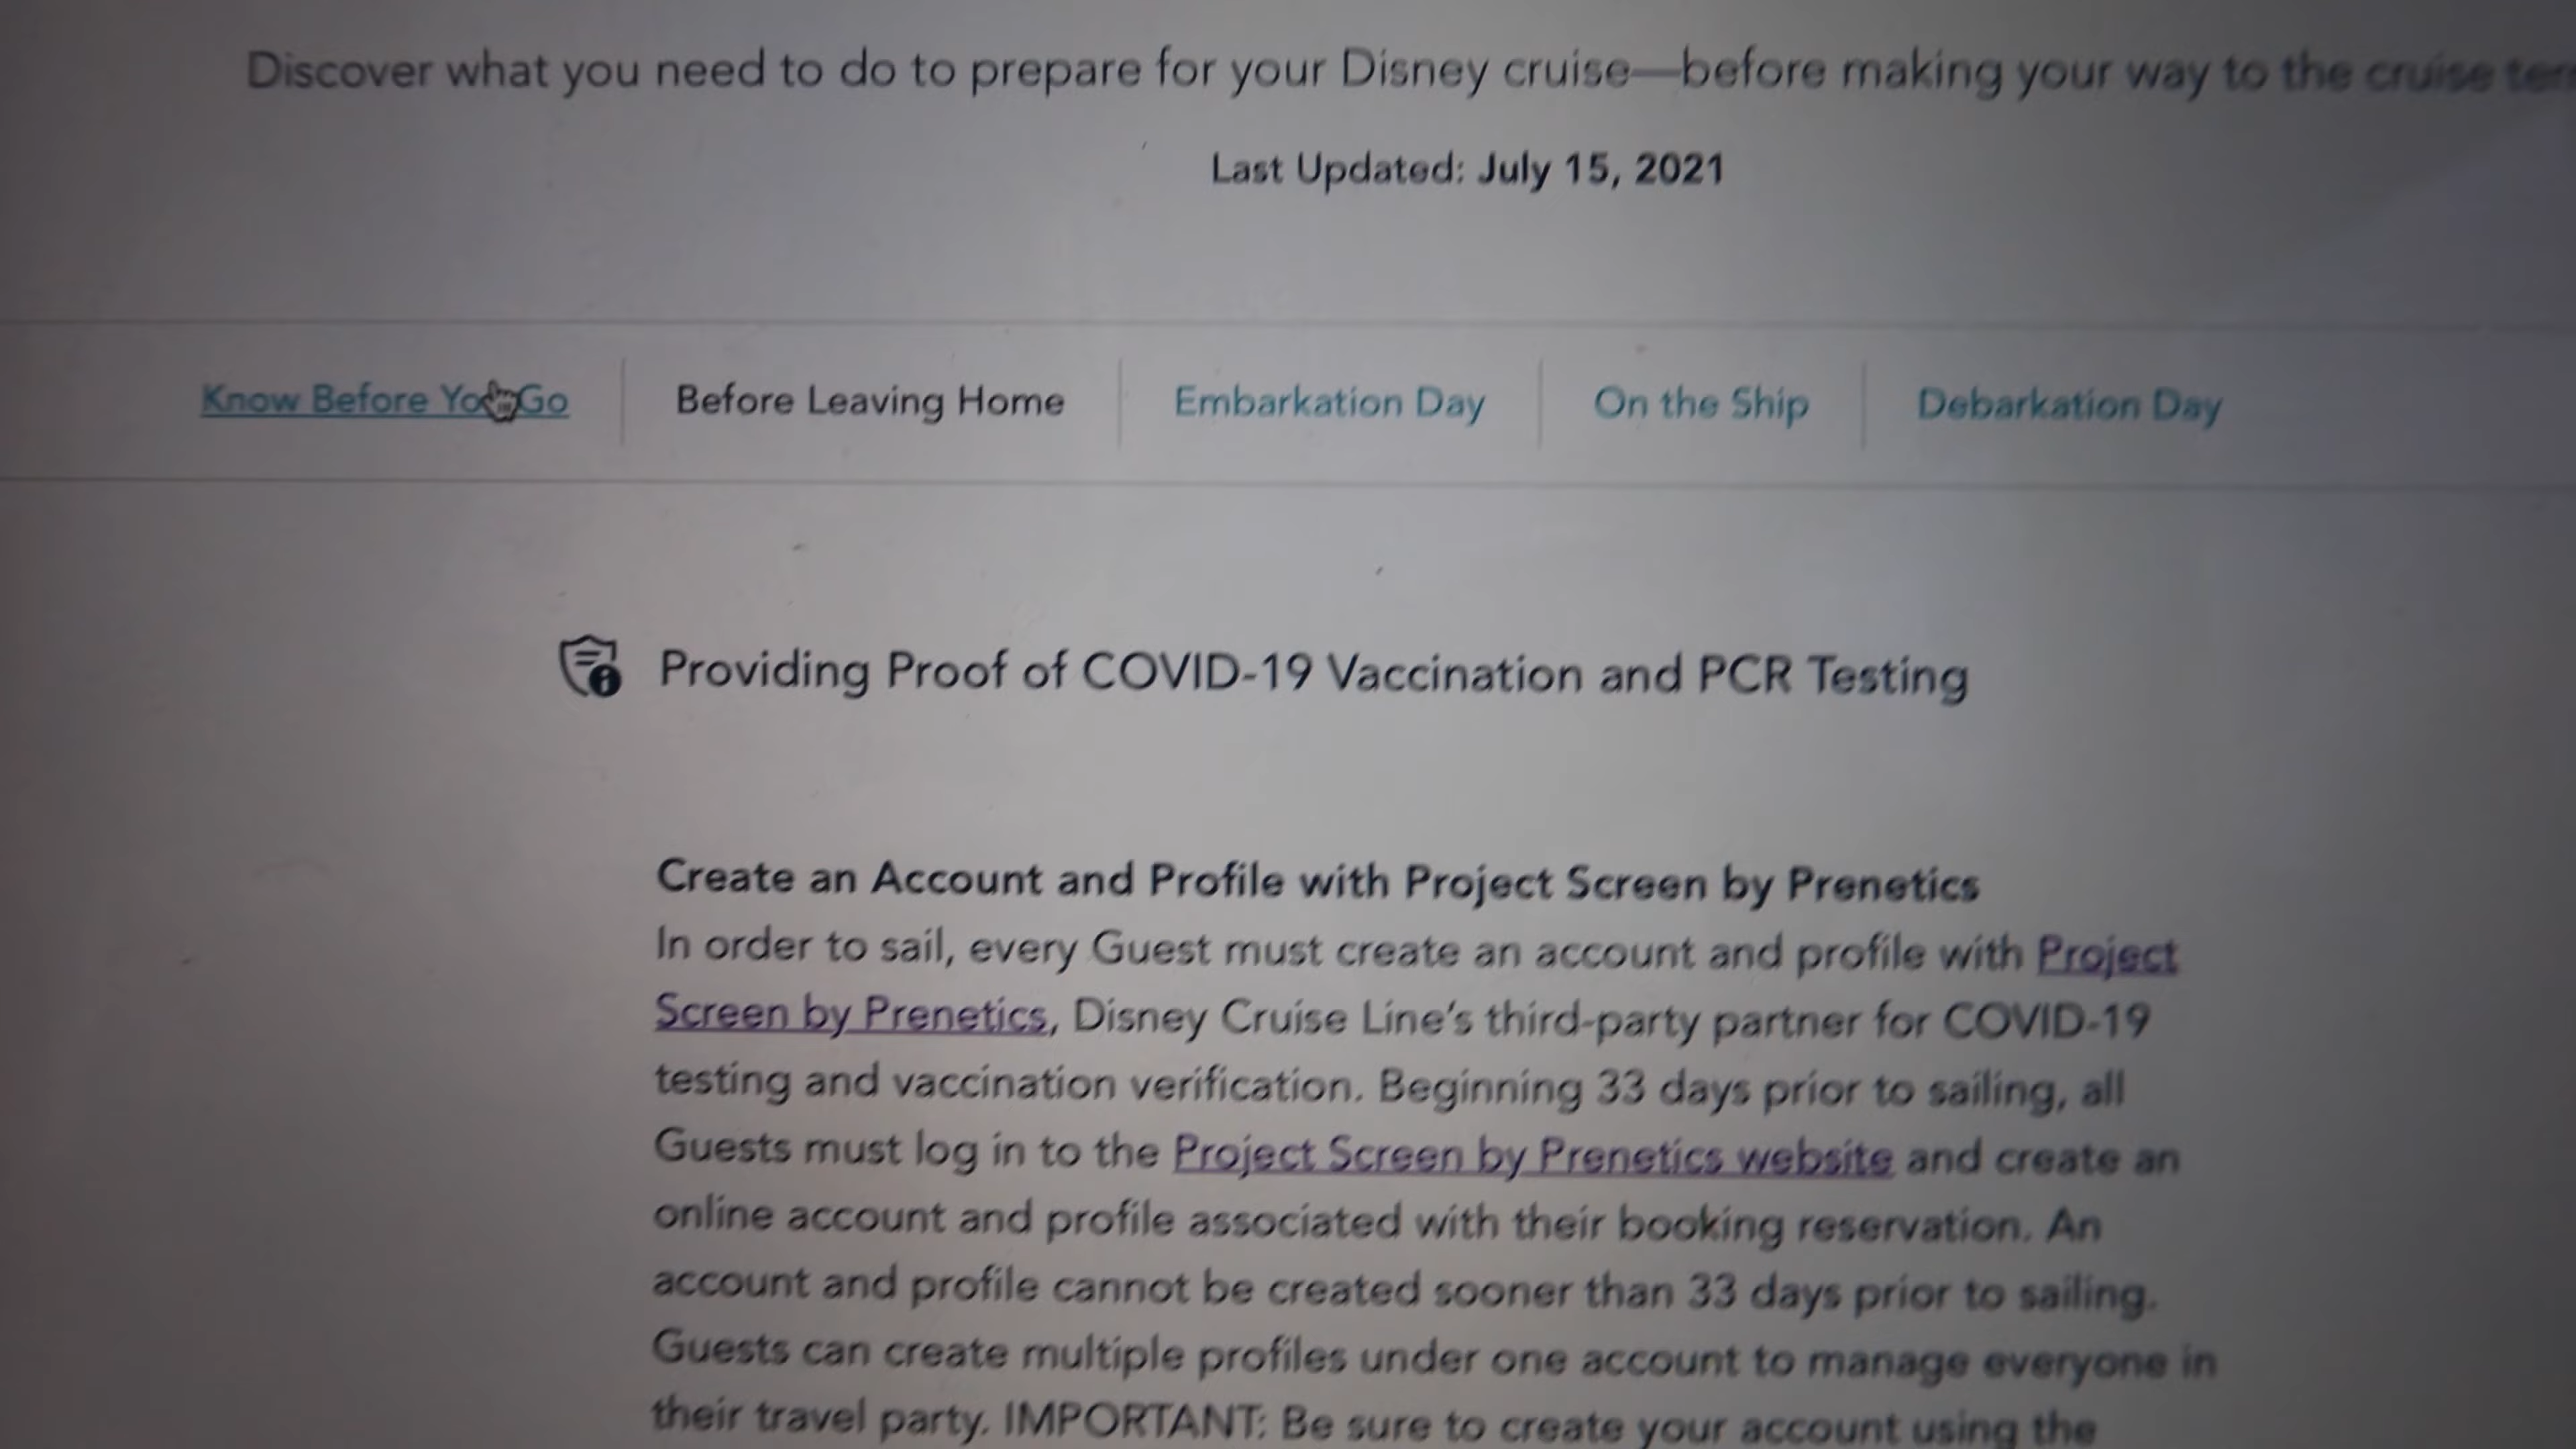 Discover what you need to do to prepare for your Disney cruise—before making your way to the cruise
Last Updated: July 15, 2021
Know Before You Go
Before Leaving Home
Embarkation Day
On the Ship
Debarkation Day
Providing Proof of COVID-19 Vaccination and PCR Testing
Create an Account and Profile with Project Screen by Prenetics
In order to sail, every Guest must create an account and profile with Project
Screen by Prenetics, Disney Cruise Line's third-party partner for COVID-19
testing and vaccination verification. Beginning 33 days prior to sailing, all
Guests must log in to the Project Screen by Prenetics website and create an
online account and profile associated with their booking reservation. An
account and profile cannot be created sooner than 33 days prior to sailing.
Guests can create multiple profiles under one account to manage everyone in
their travel party. IMPORTANT: Be sure to create your account using the